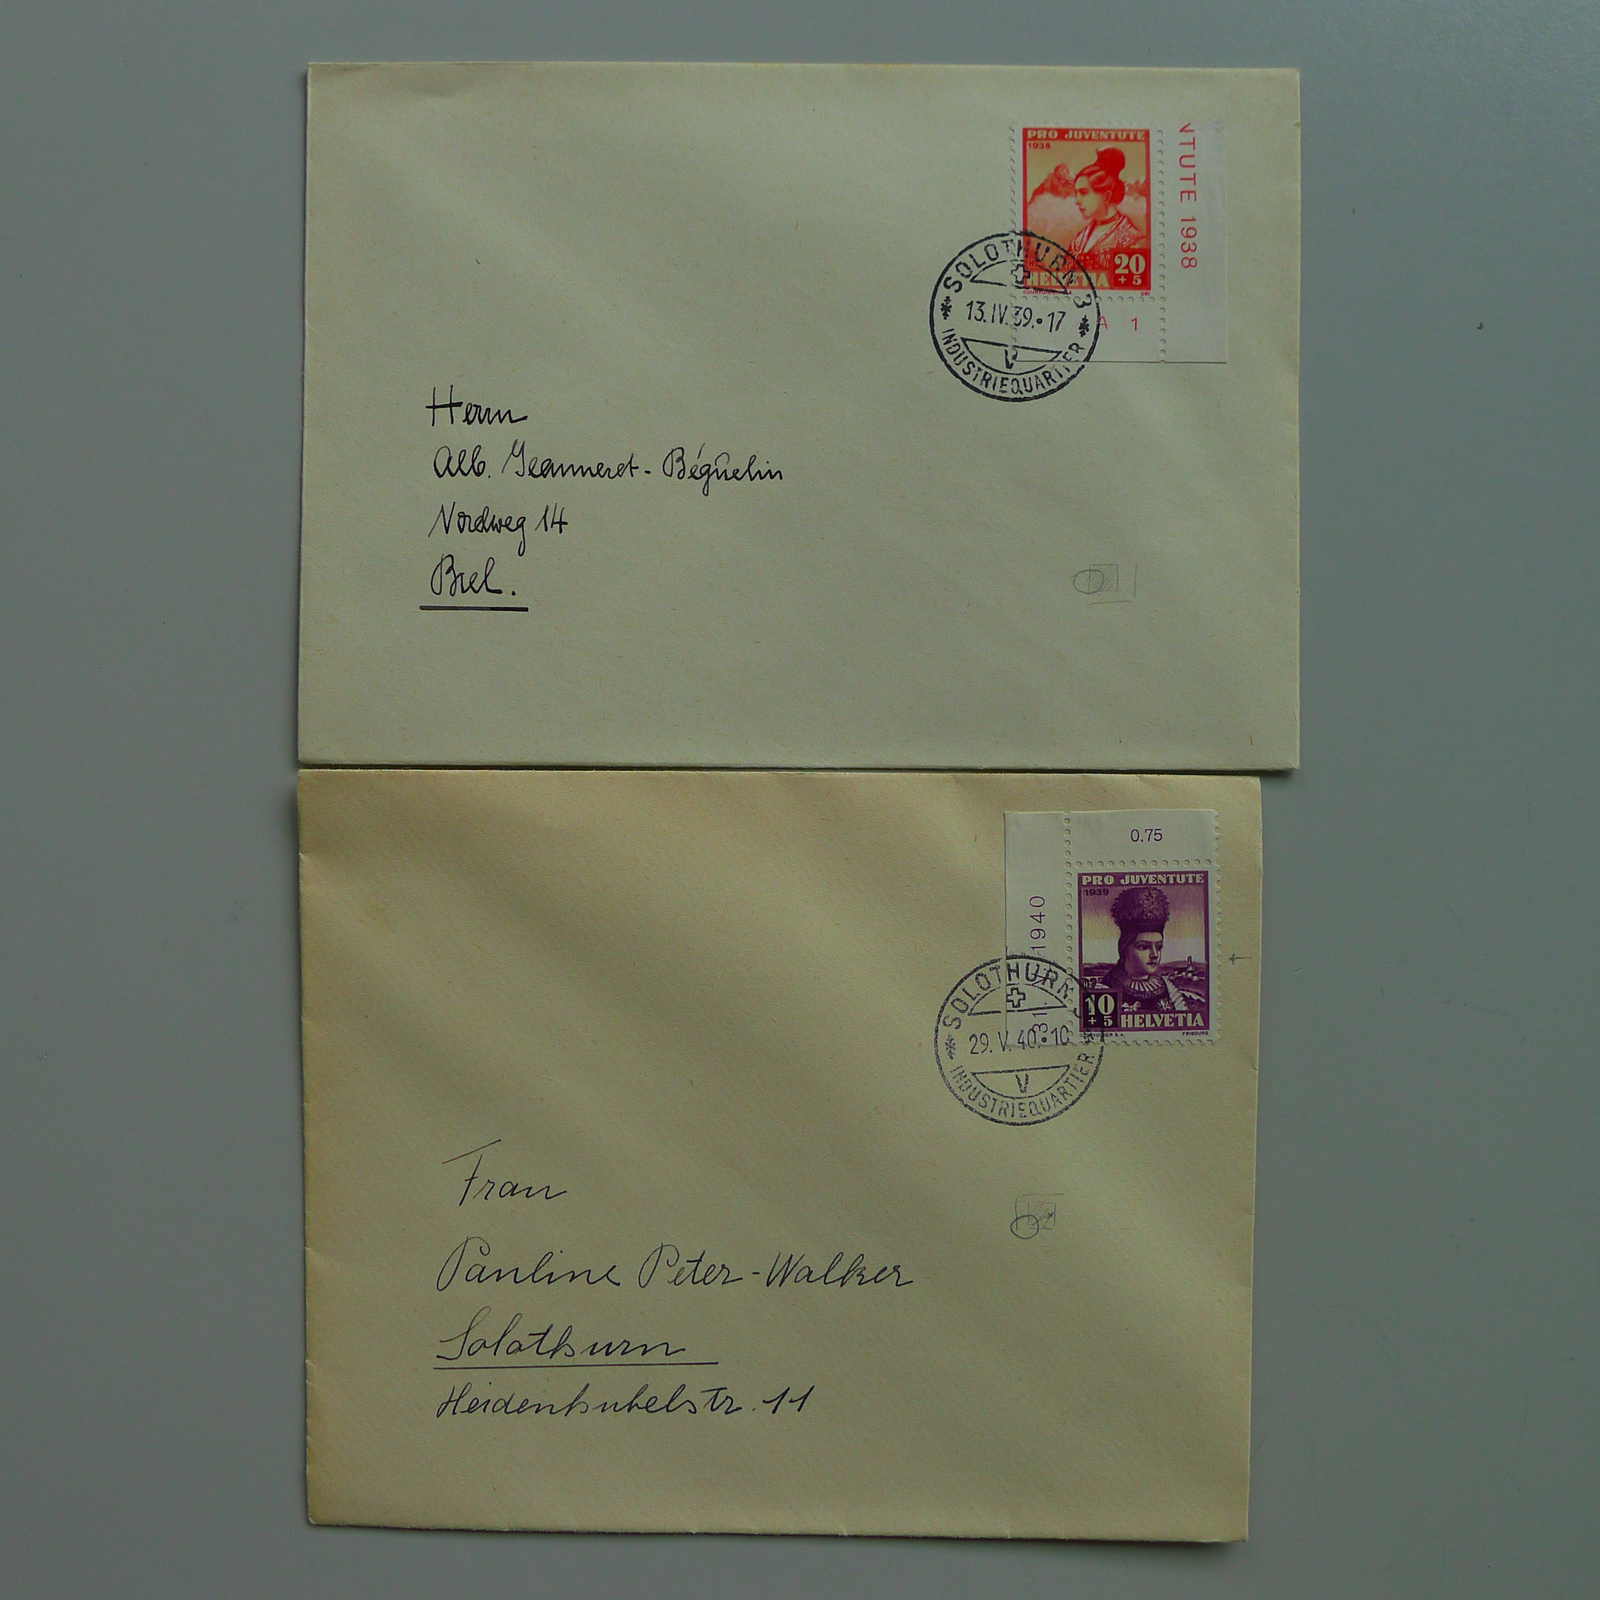 PRO JUVENTUTE
1938
20
+5
HELVETIA
NTUTE 1938
A 1
SOLOTHURN 3
13.IV.39.•17
V
INDUSTRIEQUARTIER
Herrn
Alb. Jeanneret-Béguelin
Nordweg 14
Biel.
0.75
PRO JUVENTUTE
1939
10
+5
HELVETIA
FRIBOURG
1940
31
SOLOTHURN
29.V.40.•10
V
INDUSTRIEQUARTIER
Frau
Pauline Peter-Walker
Solothurn
Heidenhubelstr. 11